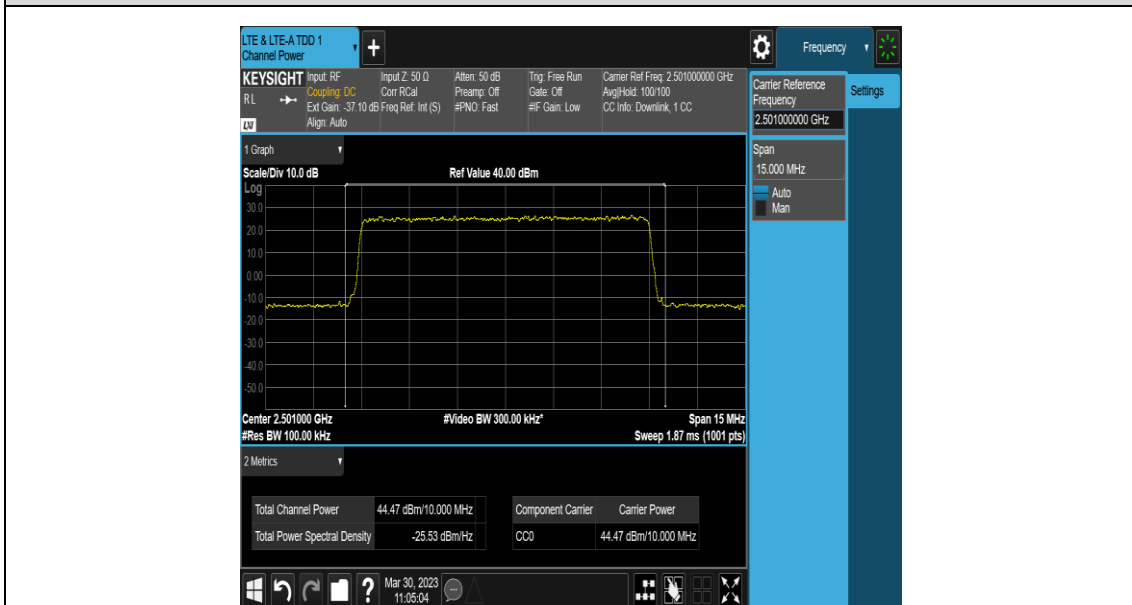 LTE & LTE-A TDD 1
Channel Power
+
Frequency
KEYSIGHT
RL
LXI
Input: RF
Coupling: DC
Ext Gain: -37.10 dB
Align: Auto
Input Z: 50 Ω
Corr RCal
Freq Ref: Int (S)
Atten: 50 dB
Preamp: Off
#PNO: Fast
Trig: Free Run
Gate: Off
#IF Gain: Low
Carrier Ref Freq: 2.501000000 GHz
Avg|Hold: 100/100
CC Info: Downlink, 1 CC
Carrier Reference
Frequency
2.501000000 GHz
Settings
Span
15.000 MHz
Auto
Man
1 Graph
Scale/Div 10.0 dB
Ref Value 40.00 dBm
Log
30.0
20.0
10.0
0.00
-10.0
-20.0
-30.0
-40.0
-50.0
Center 2.501000 GHz
#Video BW 300.00 kHz*
Span 15 MHz
#Res BW 100.00 kHz
Sweep 1.87 ms (1001 pts)
2 Metrics
Total Channel Power
44.47 dBm/10.000 MHz
Total Power Spectral Density
-25.53 dBm/Hz
Component Carrier
Carrier Power
CC0
44.47 dBm/10.000 MHz
?
Mar 30, 2023
11:05:04